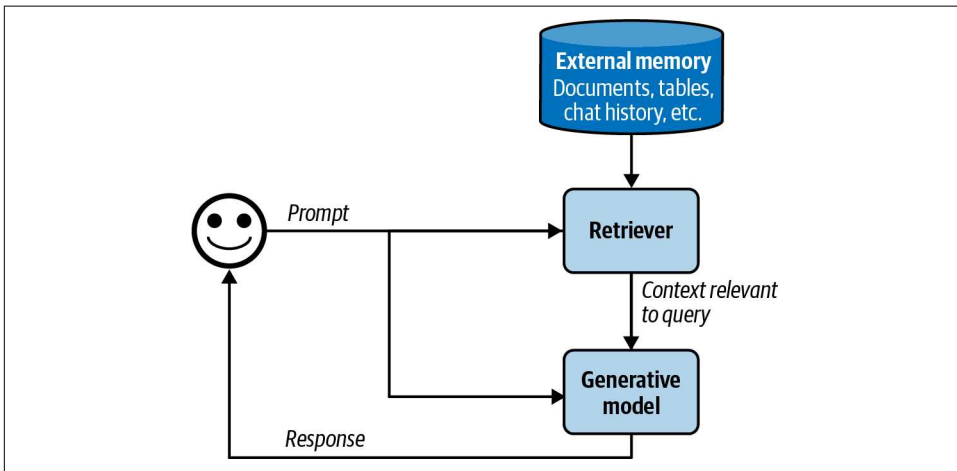 External memory
Documents, tables,
chat history, etc.
Prompt
Retriever
Context relevant
to query
Generative
model
Response